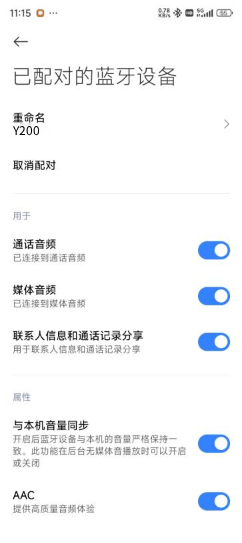 11:15
0.78 KB/s 5G 55
已配对的蓝牙设备
重命名
Y200
取消配对
用于
通话音频
已连接到通话音频
媒体音频
已连接到媒体音频
联系人信息和通话记录分享
用于联系人信息和通话记录分享
属性
与本机音量同步
开启后蓝牙设备与本机的音量严格保持一
致。此功能在后台无媒体音播放时可以开启
或关闭
AAC
提供高质量音频体验